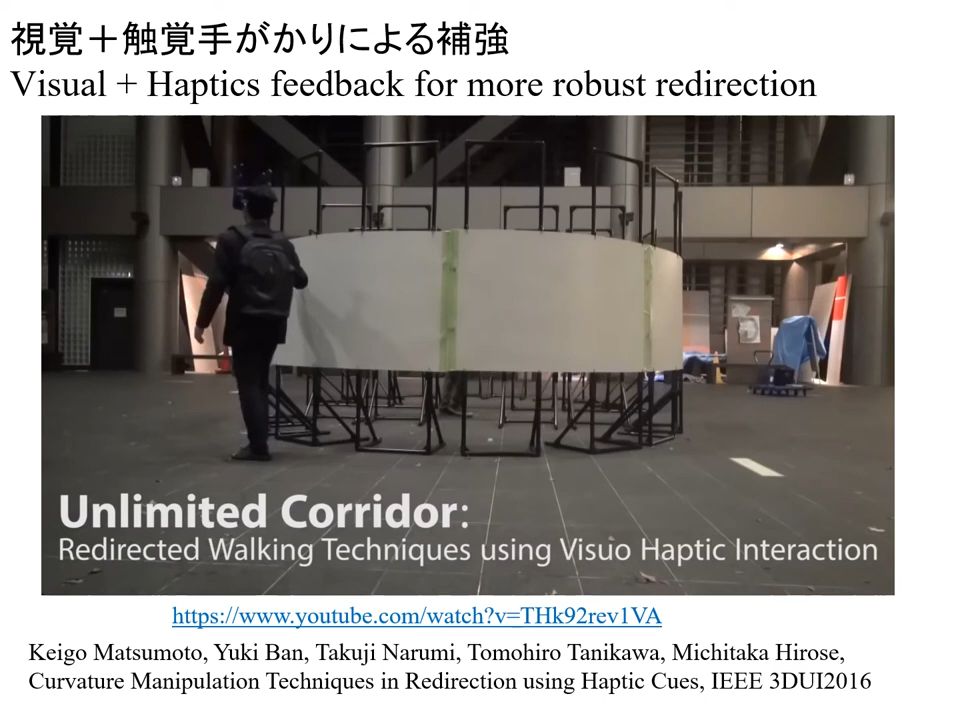 視覚＋触覚手がかりによる補強
Visual + Haptics feedback for more robust redirection
Unlimited Corridor:
Redirected Walking Techniques using Visuo Haptic Interaction
https://www.youtube.com/watch?v=THk92rev1VA
Keigo Matsumoto, Yuki Ban, Takuji Narumi, Tomohiro Tanikawa, Michitaka Hirose,
Curvature Manipulation Techniques in Redirection using Haptic Cues, IEEE 3DUI2016